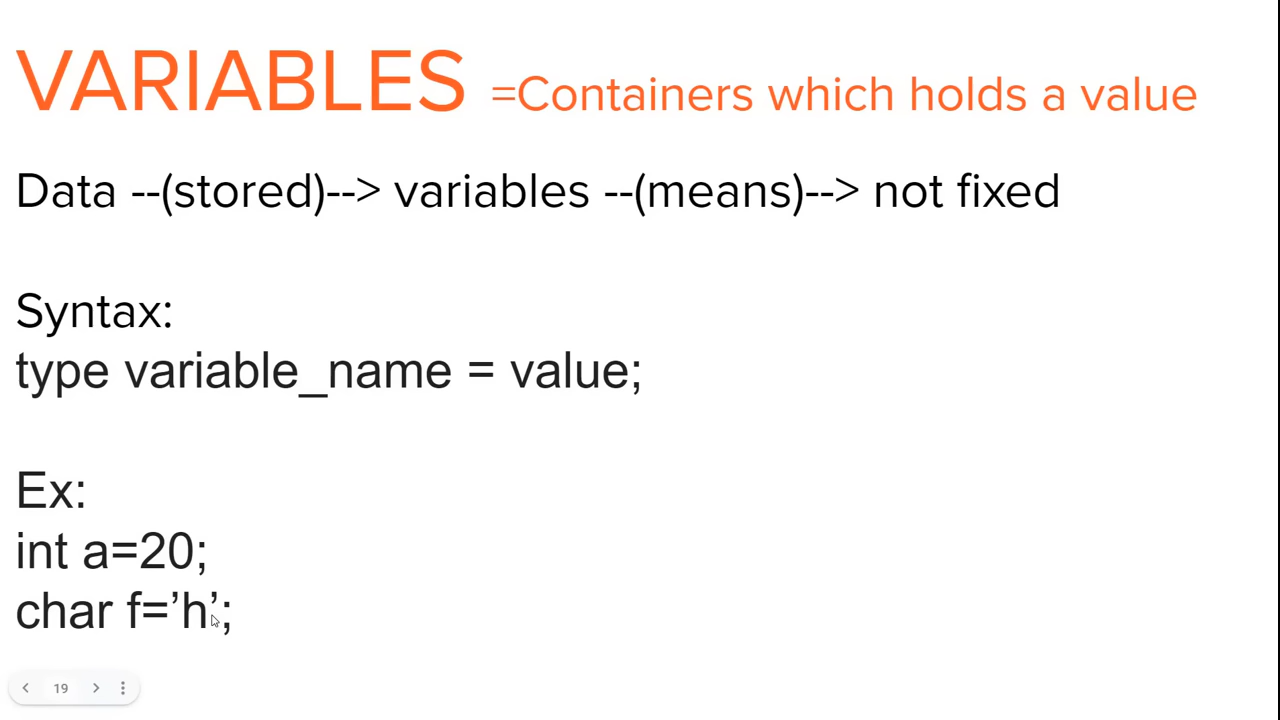 VARIABLES =Containers which holds a value
Data --(stored)--> variables --(means)--> not fixed
Syntax:
type variable_name = value;
Ex:
int a=20;
char f=’h’;
19